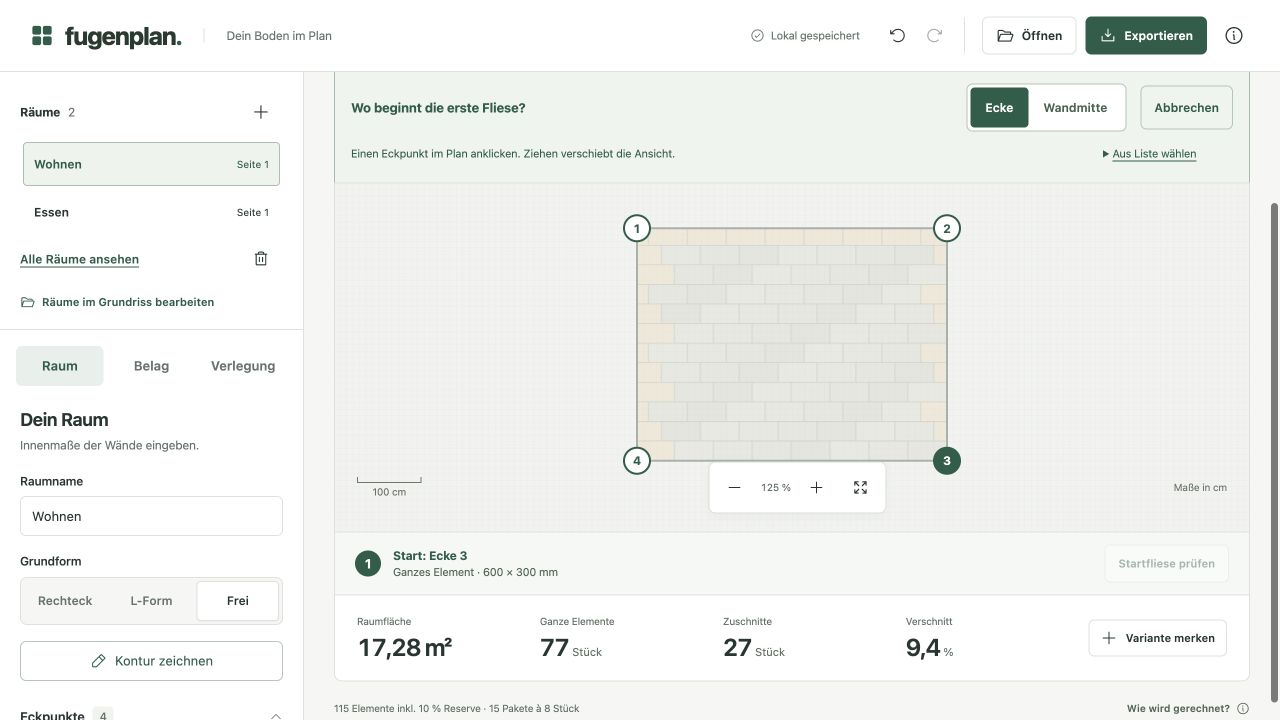 fugenplan.
Dein Boden im Plan
Lokal gespeichert
Öffnen
Exportieren
Räume 2
Wohnen Seite 1
Essen Seite 1
Alle Räume ansehen
Räume im Grundriss bearbeiten
Raum Belag Verlegung
Dein Raum
Innenmaße der Wände eingeben.
Raumname
Wohnen
Grundform
Rechteck L-Form Frei
Kontur zeichnen
Eckpunkte 4
Wo beginnt die erste Fliese?
Ecke Wandmitte Abbrechen
Einen Eckpunkt im Plan anklicken. Ziehen verschiebt die Ansicht.
Aus Liste wählen
1 2
4 3
100 cm
125 %
Maße in cm
1
Start: Ecke 3
Ganzes Element · 600 × 300 mm
Startfliese prüfen
Raumfläche
17,28 m²
Ganze Elemente
77 Stück
Zuschnitte
27 Stück
Verschnitt
9,4 %
Variante merken
115 Elemente inkl. 10 % Reserve · 15 Pakete à 8 Stück
Wie wird gerechnet?